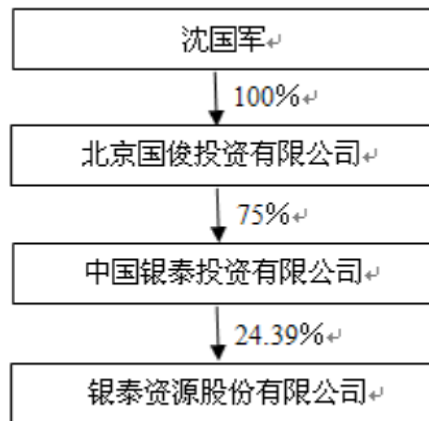 沈国军
100%
北京国俊投资有限公司
75%
中国银泰投资有限公司
24.39%
银泰资源股份有限公司